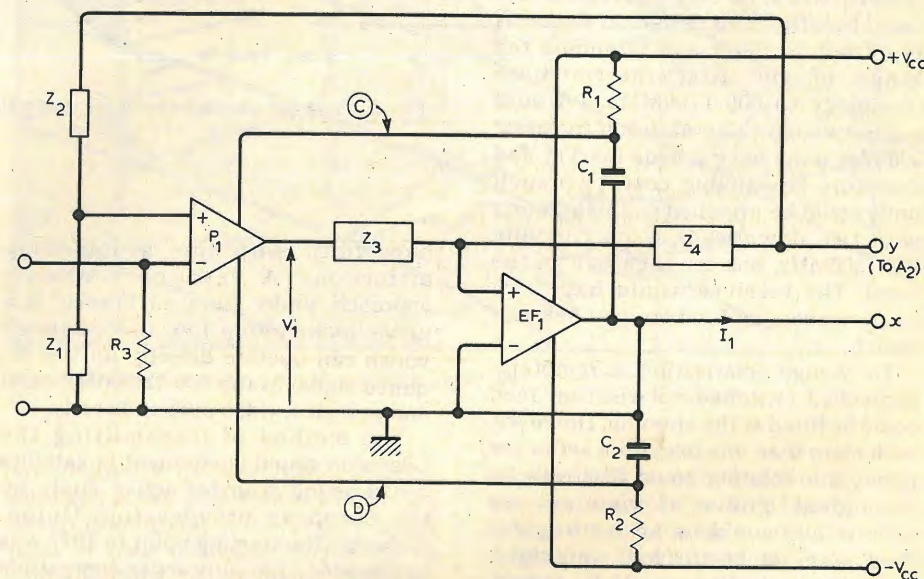 +Vcc
R1
C
Z2
C1
+
P1
Z3
Z4
y
(To A2)
+
EF1
−
x
I1
V1
Z1
R3
C2
D
R2
−Vcc